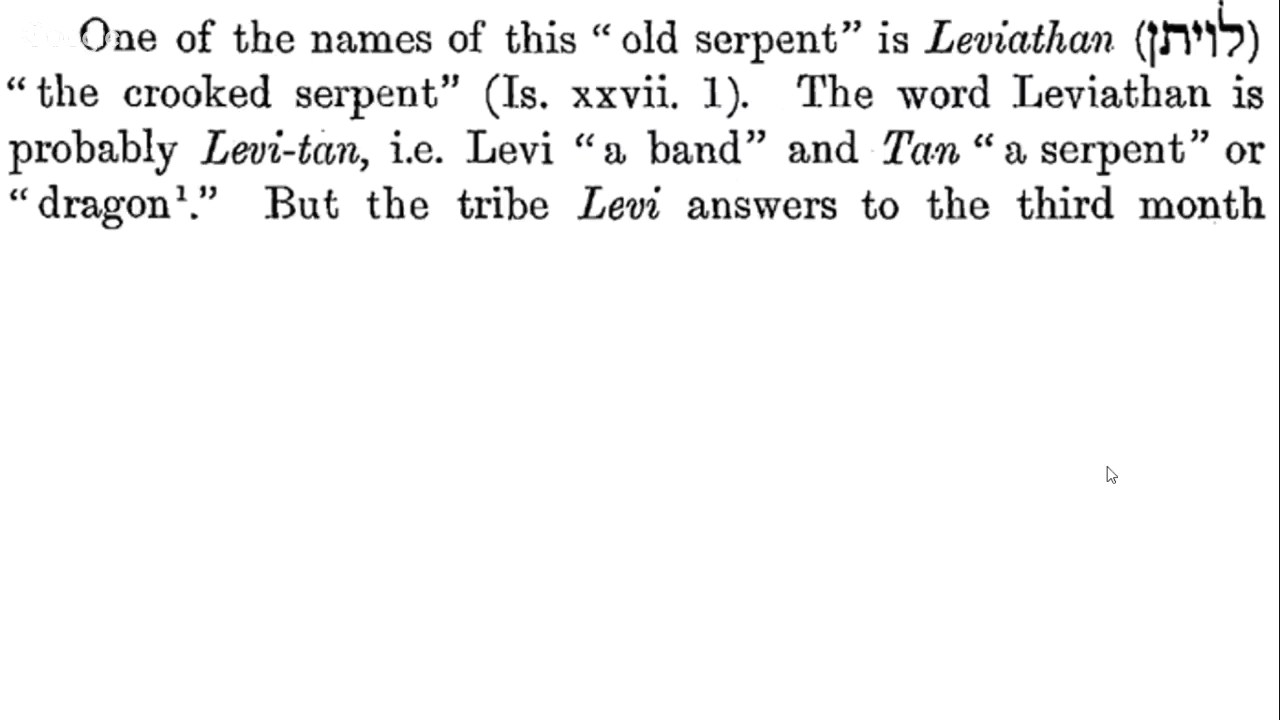 One of the names of this “old serpent” is Leviathan (לויתן)
“the crooked serpent” (Is. xxvii. 1). The word Leviathan is
probably Levi-tan, i.e. Levi “a band” and Tan “a serpent” or
“dragon¹.” But the tribe Levi answers to the third month